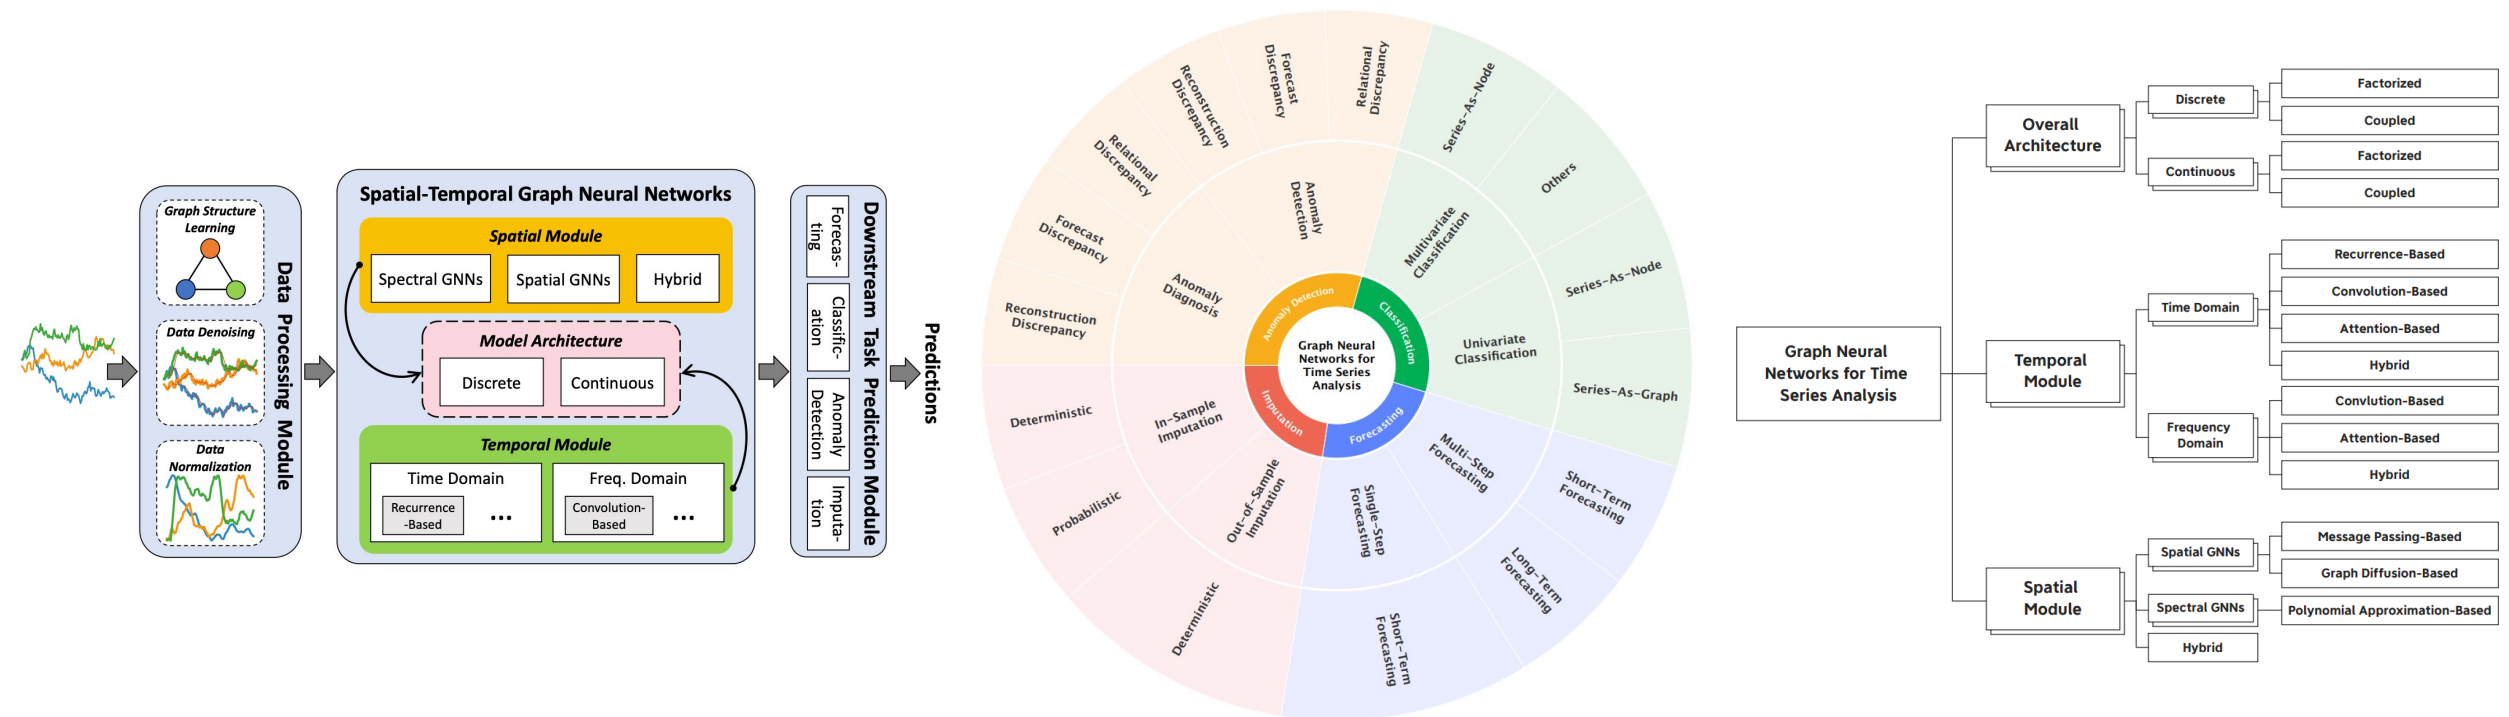 Graph Structure
Learning
Data Denoising
Data
Normalization
Data Processing Module
Spatial-Temporal Graph Neural Networks
Spatial Module
Spectral GNNs
Spatial GNNs
Hybrid
Model Architecture
Discrete
Continuous
Temporal Module
Time Domain
Recurrence
-Based
...
Freq. Domain
Convolution-
Based
...
Forecas-
ting
Classific-
ation
Anomaly
Detection
Imputa-
tion
Downstream Task Prediction Module
Predictions
Graph Neural
Networks for
Time Series
Analysis
Anomaly Detection
Classification
Forecasting
Imputation
Anomaly
Detection
Relational
Discrepancy
Forecast
Discrepancy
Reconstruction
Discrepancy
Anomaly
Diagnosis
Relational
Discrepancy
Forecast
Discrepancy
Reconstruction
Discrepancy
Multivariate
Classification
Series-As-Node
Others
Univariate
Classification
Series-As-Node
Series-As-Graph
Multi-Step
Forecasting
Short-Term
Forecasting
Long-Term
Forecasting
Single-Step
Forecasting
Short-Term
Forecasting
In-Sample
Imputation
Deterministic
Probabilistic
Out-of-Sample
Imputation
Deterministic
Graph Neural
Networks for Time
Series Analysis
Overall
Architecture
Discrete
Factorized
Coupled
Continuous
Factorized
Coupled
Temporal
Module
Time Domain
Recurrence-Based
Convolution-Based
Attention-Based
Hybrid
Frequency
Domain
Convlution-Based
Attention-Based
Hybrid
Spatial
Module
Spatial GNNs
Message Passing-Based
Graph Diffusion-Based
Spectral GNNs
Polynomial Approximation-Based
Hybrid